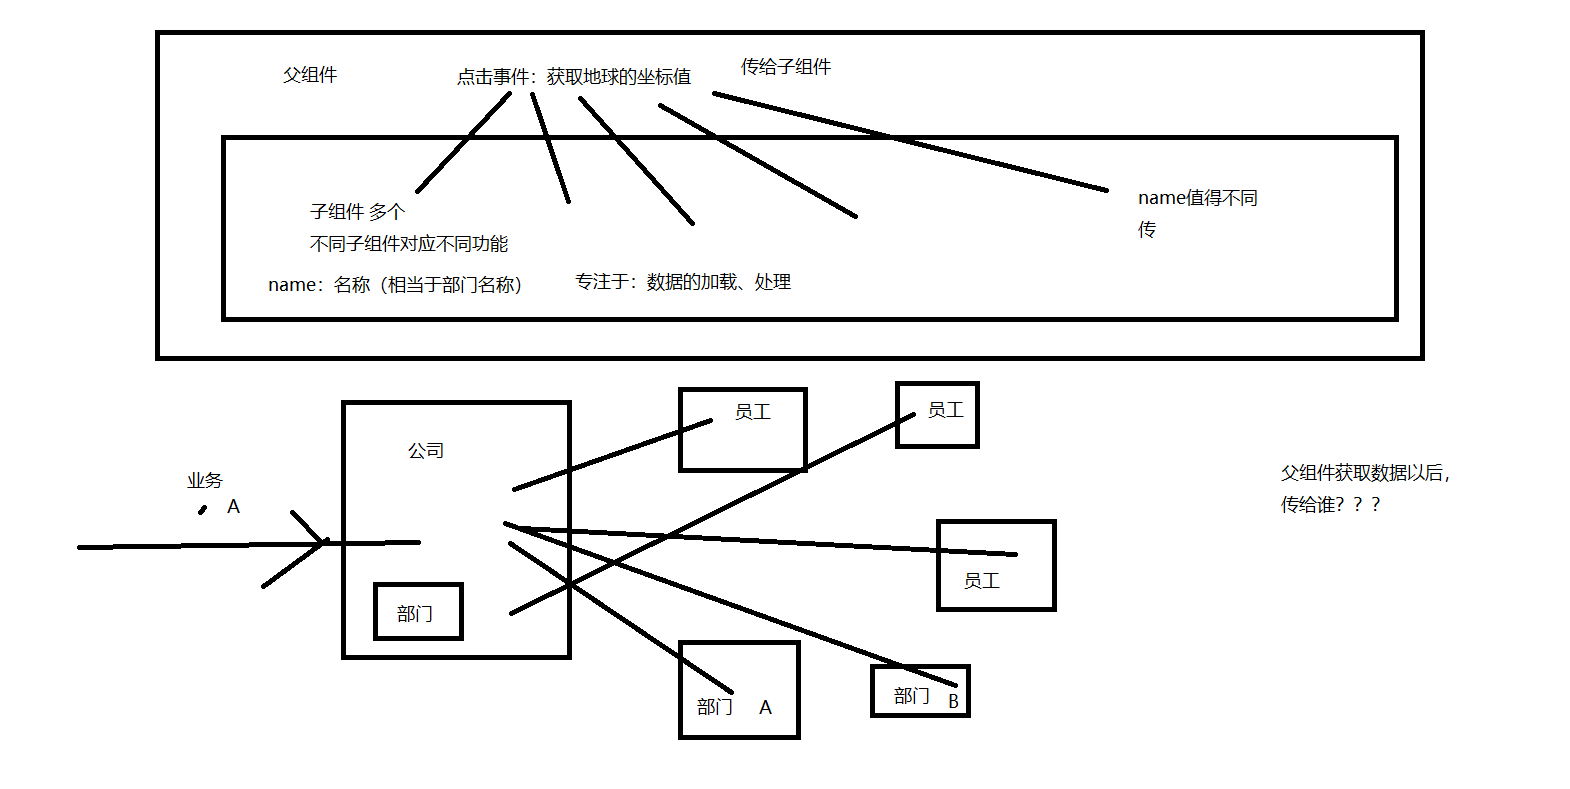 父组件
点击事件：获取地球的坐标值
传给子组件
子组件 多个
不同子组件对应不同功能
name：名称（相当于部门名称）
专注于：数据的加载、处理
name值得不同
传
公司
业务
A
部门
员工
员工
员工
部门 A
部门 B
父组件获取数据以后，
传给谁？？？